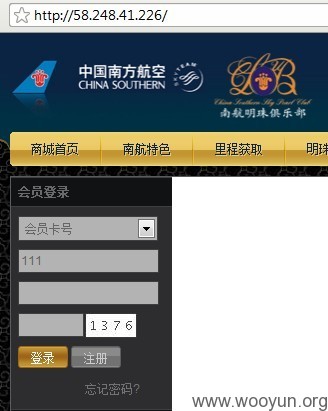 http://58.248.41.226/
中国南方航空
CHINA SOUTHERN
SKYTEAM
China Southern Sky Pearl Club
南航明珠俱乐部
商城首页 南航特色 里程获取 明珠
会员登录
会员卡号
111
1376
登录 注册
忘记密码?
www.wooyun.org